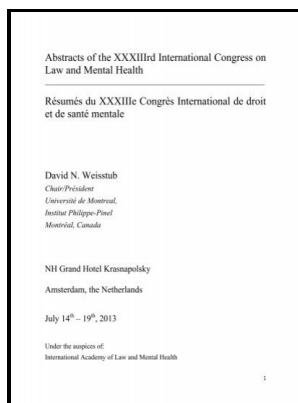 Abstracts of the XXXIIIrd International Congress on
Law and Mental Health
Résumés du XXXIIIe Congrès International de droit
et de santé mentale
David N. Weisstub
Chair/Président
Université de Montreal,
Institut Philippe-Pinel
Montréal, Canada
NH Grand Hotel Krasnapolsky
Amsterdam, the Netherlands
July 14th – 19th, 2013
Under the auspices of:
International Academy of Law and Mental Health
1